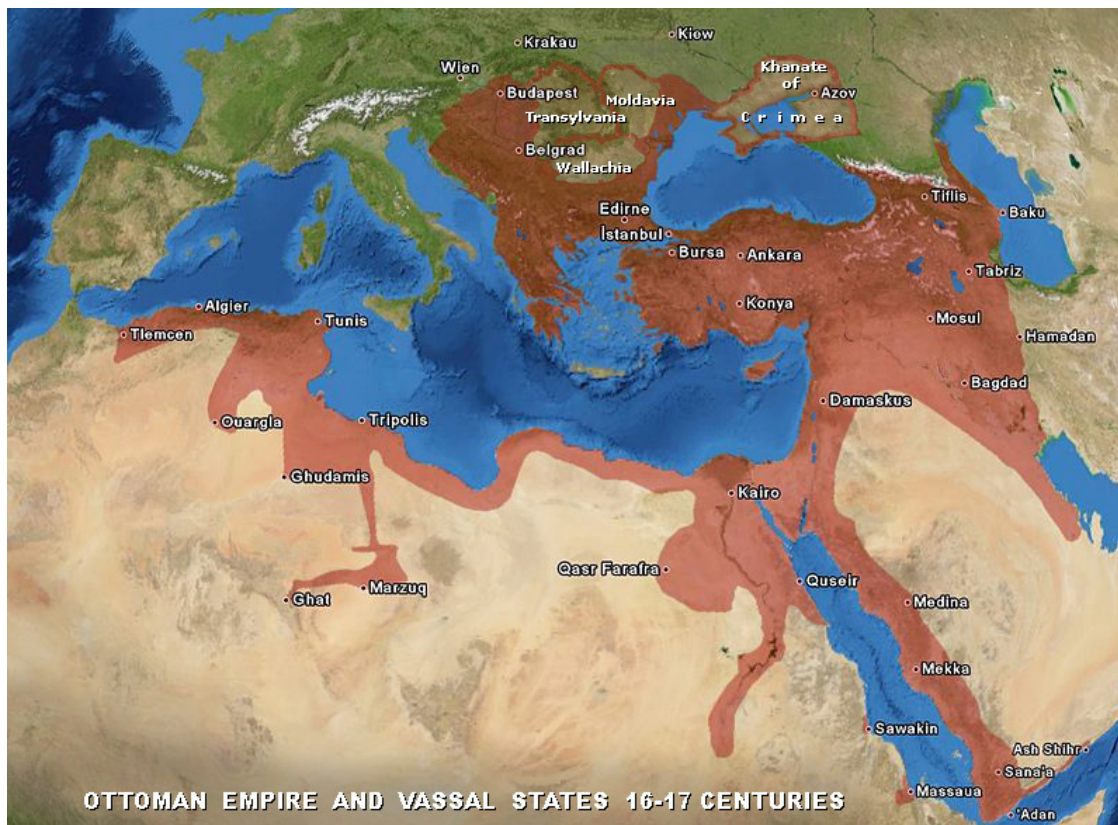 Kiow
Krakau
Khanate
of
Wien
Budapest
Moldavia
Azov
Transylvania
Crimea
Belgrad
Wallachia
Tiflis
Edirne
Baku
İstanbul
Bursa
Ankara
Tabriz
Algier
Konya
Tunis
Mosul
Tlemcen
Hamadan
Bagdad
Damaskus
Ouargla
Tripolis
Ghudamis
Kairo
Qasr Farafra
Quseir
Marzuq
Ghat
Medina
Mekka
Sawakin
Ash Shihr
Sana'a
Massaua
OTTOMAN EMPIRE AND VASSAL STATES 16-17 CENTURIES
'Adan